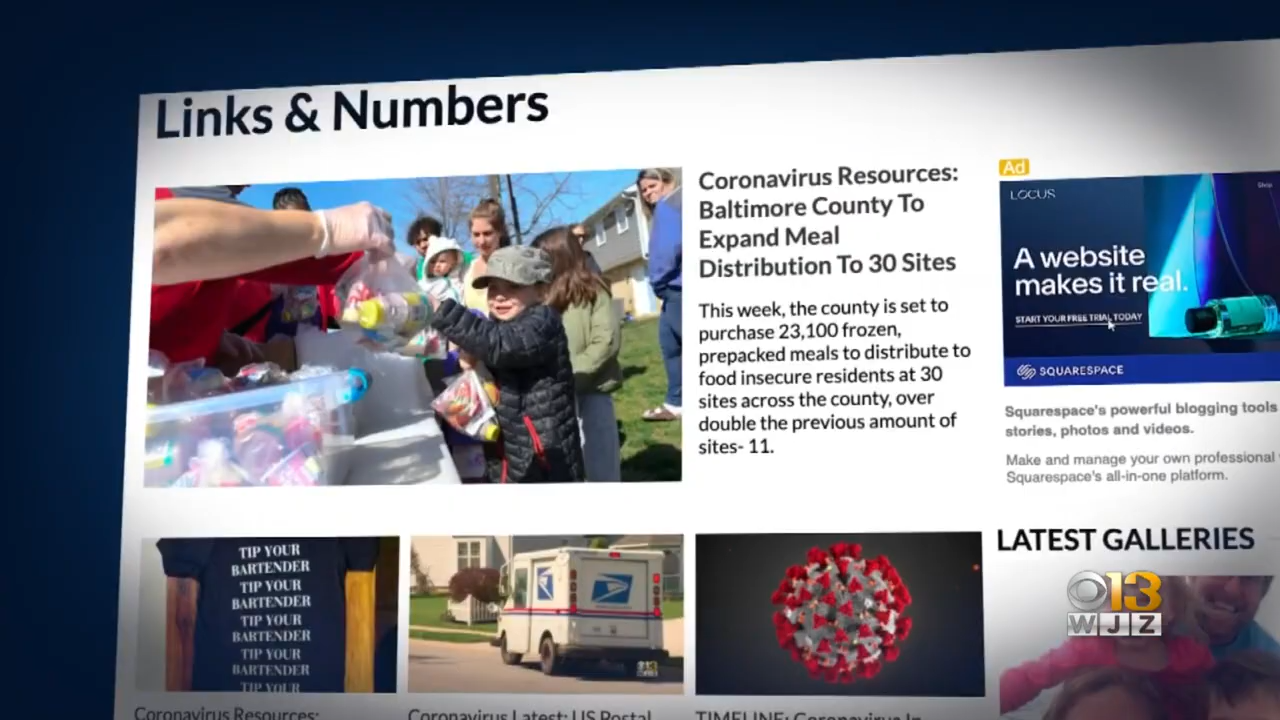 Links & Numbers
Coronavirus Resources:
Baltimore County To
Expand Meal
Distribution To 30 Sites
This week, the county is set to
purchase 23,100 frozen,
prepacked meals to distribute to
food insecure residents at 30
sites across the county, over
double the previous amount of
sites- 11.
Ad
LOCUS
Shop
A website
makes it real.
START YOUR FREE TRIAL TODAY
SQUARESPACE
Squarespace's powerful blogging tools
stories, photos and videos.
Make and manage your own professional
Squarespace's all-in-one platform.
TIP YOUR
BARTENDER
TIP YOUR
BARTENDER
TIP YOUR
BARTENDER
TIP YOUR
BARTENDER
TIP YOUR
13
WJZ
LATEST GALLERIES
13
WJZ
Coronavirus Resources:
Coronavirus Latest: US Postal
TIMELINE: Coronavirus In